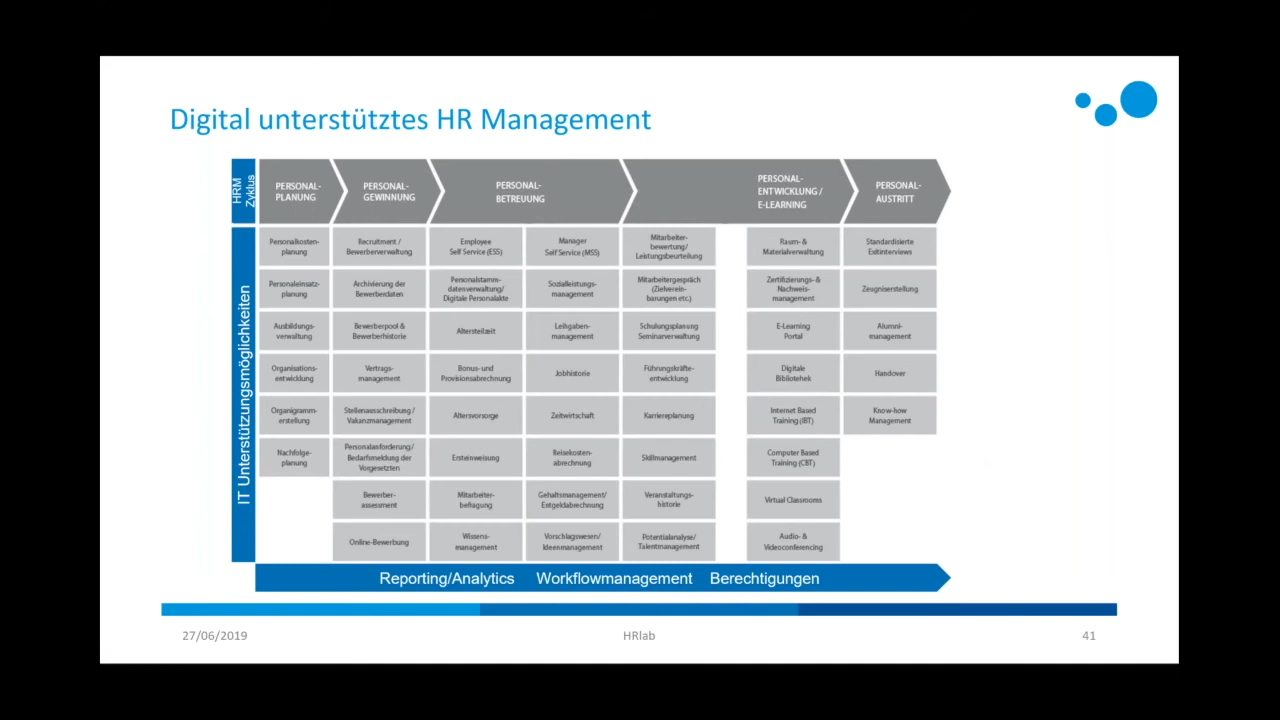 Digital unterstütztes HR Management
HRM
Zyklus
PERSONAL-
PLANUNG
PERSONAL-
GEWINNUNG
PERSONAL-
BETREUUNG
PERSONAL-
ENTWICKLUNG /
E-LEARNING
PERSONAL-
AUSTRITT
IT Unterstützungsmöglichkeiten
Personalkosten-
planung
Personaleinsatz-
planung
Ausbildungs-
verwaltung
Organisations-
entwicklung
Organigramm-
erstellung
Nachfolge-
planung
Recruitment /
Bewerberverwaltung
Archivierung der
Bewerberdaten
Bewerberpool &
Bewerberhistorie
Vertrags-
management
Stellenausschreibung /
Vakanzmanagement
Personalanforderung /
Bedarfsmeldung der
Vorgesetzten
Bewerber-
assessment
Online-Bewerbung
Employee
Self Service (ESS)
Personalstamm-
datenverwaltung/
Digitale Personalakte
Altersteilzeit
Bonus- und
Provisionsabrechnung
Altersvorsorge
Ersteinweisung
Mitarbeiter-
befragung
Wissens-
management
Manager
Self Service (MSS)
Sozialleistungs-
management
Leihgaben-
management
Jobhistorie
Zeitwirtschaft
Reisekosten-
abrechnung
Gehaltsmanagement/
Entgeldabrechnung
Vorschlagswesen/
Ideenmanagement
Mitarbeiter-
bewertung/
Leistungsbeurteilung
Mitarbeitergespräch
(Zielverein-
barungen etc.)
Schulungsplanung
Seminarverwaltung
Führungskräfte-
entwicklung
Karriereplanung
Skillmanagement
Veranstaltungs-
historie
Potentialanalyse/
Talentmanagement
Raum- &
Materialverwaltung
Zertifizierungs- &
Nachweis-
management
E-Learning
Portal
Digitale
Bibliothek
Internet Based
Training (IBT)
Computer Based
Training (CBT)
Virtual Classrooms
Audio- &
Videoconferencing
Standardisierte
Exitinterviews
Zeugniserstellung
Alumni-
management
Handover
Know-how
Management
Reporting/Analytics Workflowmanagement Berechtigungen
27/06/2019 HRlab 41